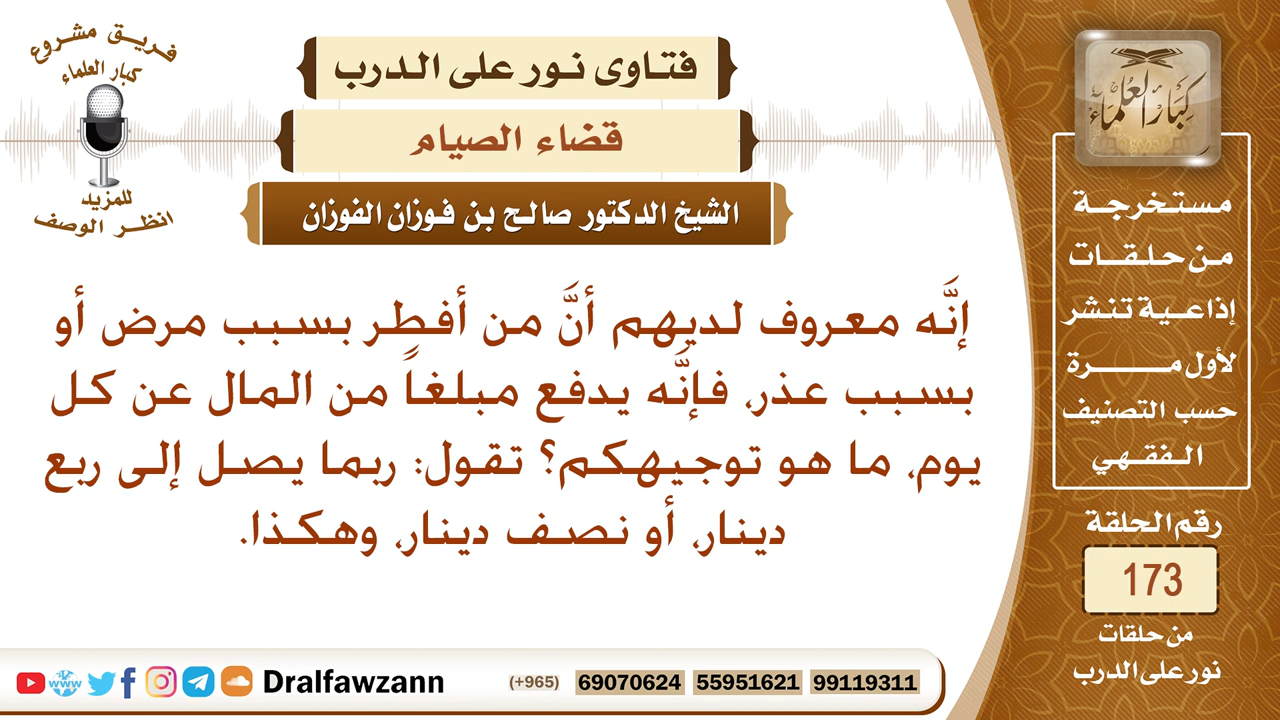 فريق مشروع
كبار العلماء
للمزيد
انظر الوصف
فتاوى نور على الدرب
قضاء الصيام
الشيخ الدكتور صالح بن فوزان الفوزان
إنَّه معروف لديهم أنَّ من أفطر بسبب مرض أو
بسبب عذر، فإنَّه يدفع مبلغاً من المال عن كل
يوم، ما هو توجيهكم؟ تقول: ربما يصل إلى ربع
دينار، أو نصف دينار، وهكذا.
كبار العلماء
مستخرجة
من حلقات
إذاعية تنشر
لأول مرة
حسب التصنيف
الفقهي
رقم الحلقة
173
من حلقات
نور على الدرب
www
Dralfawzann (+965) 69070624 55951621 99119311